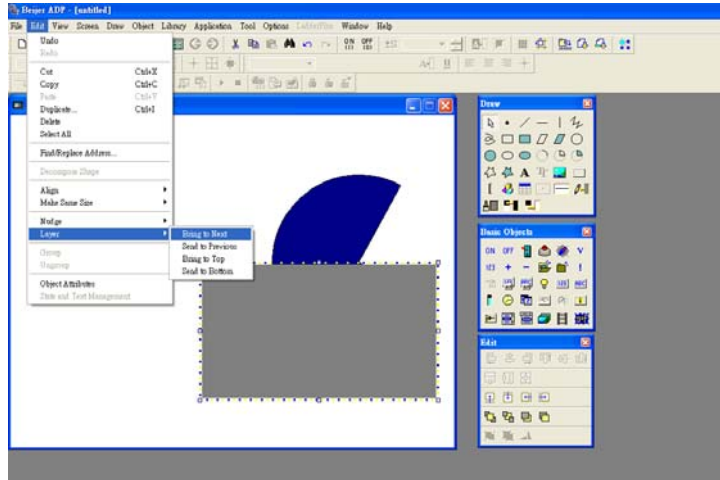 Beijer ADP - [untitled]
File Edit View Screen Draw Object Library Application Tool Options Window Help
Undo
Redo
Cut Ctrl+X
Copy Ctrl+C
Paste Ctrl+V
Duplicate... Ctrl+I
Delete
Select All
Find/Replace Address...
Decompose Shape
Align
Make Same Size
Nudge
Layer
Bring to Next
Send to Previous
Bring to Top
Send to Bottom
Group
Ungroup
Object Attributes
State and Text Management
Draw
Basic Objects
ON OFF
Edit